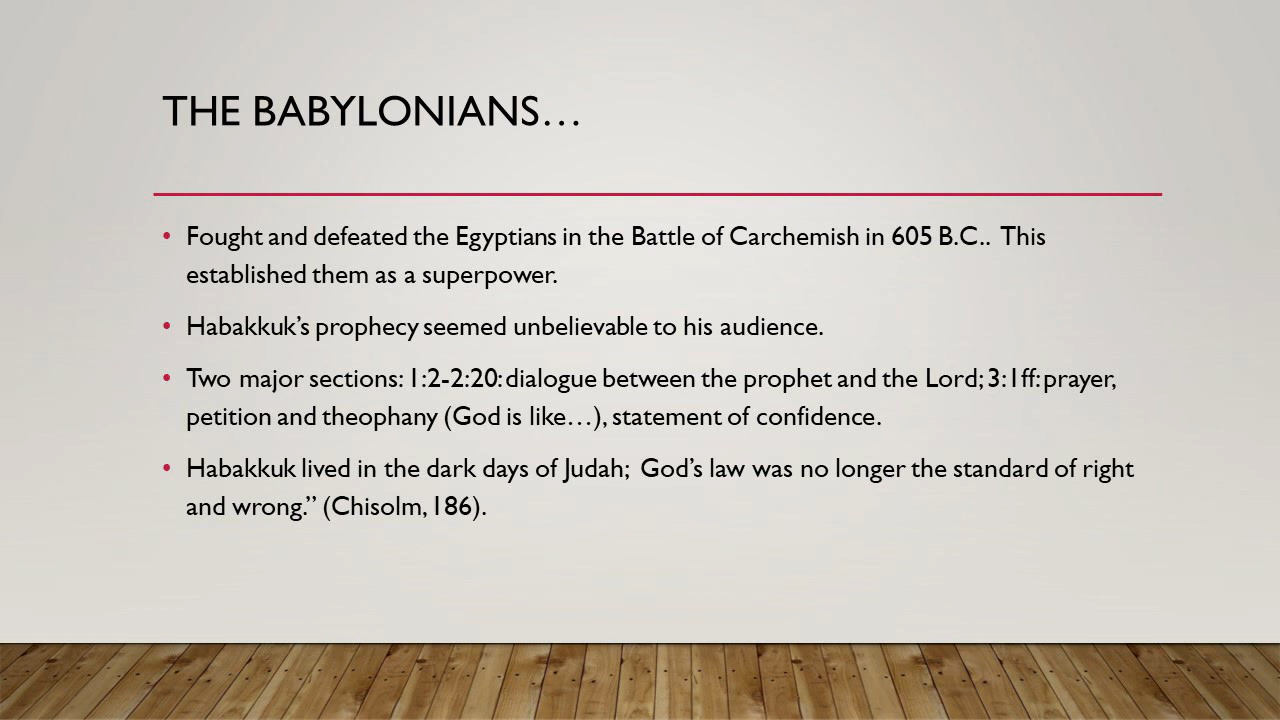 THE BABYLONIANS…
• Fought and defeated the Egyptians in the Battle of Carchemish in 605 B.C.. This
established them as a superpower.
• Habakkuk’s prophecy seemed unbelievable to his audience.
• Two major sections: 1:2-2:20: dialogue between the prophet and the Lord; 3:1ff: prayer,
petition and theophany (God is like…), statement of confidence.
• Habakkuk lived in the dark days of Judah; God’s law was no longer the standard of right
and wrong.” (Chisolm, 186).